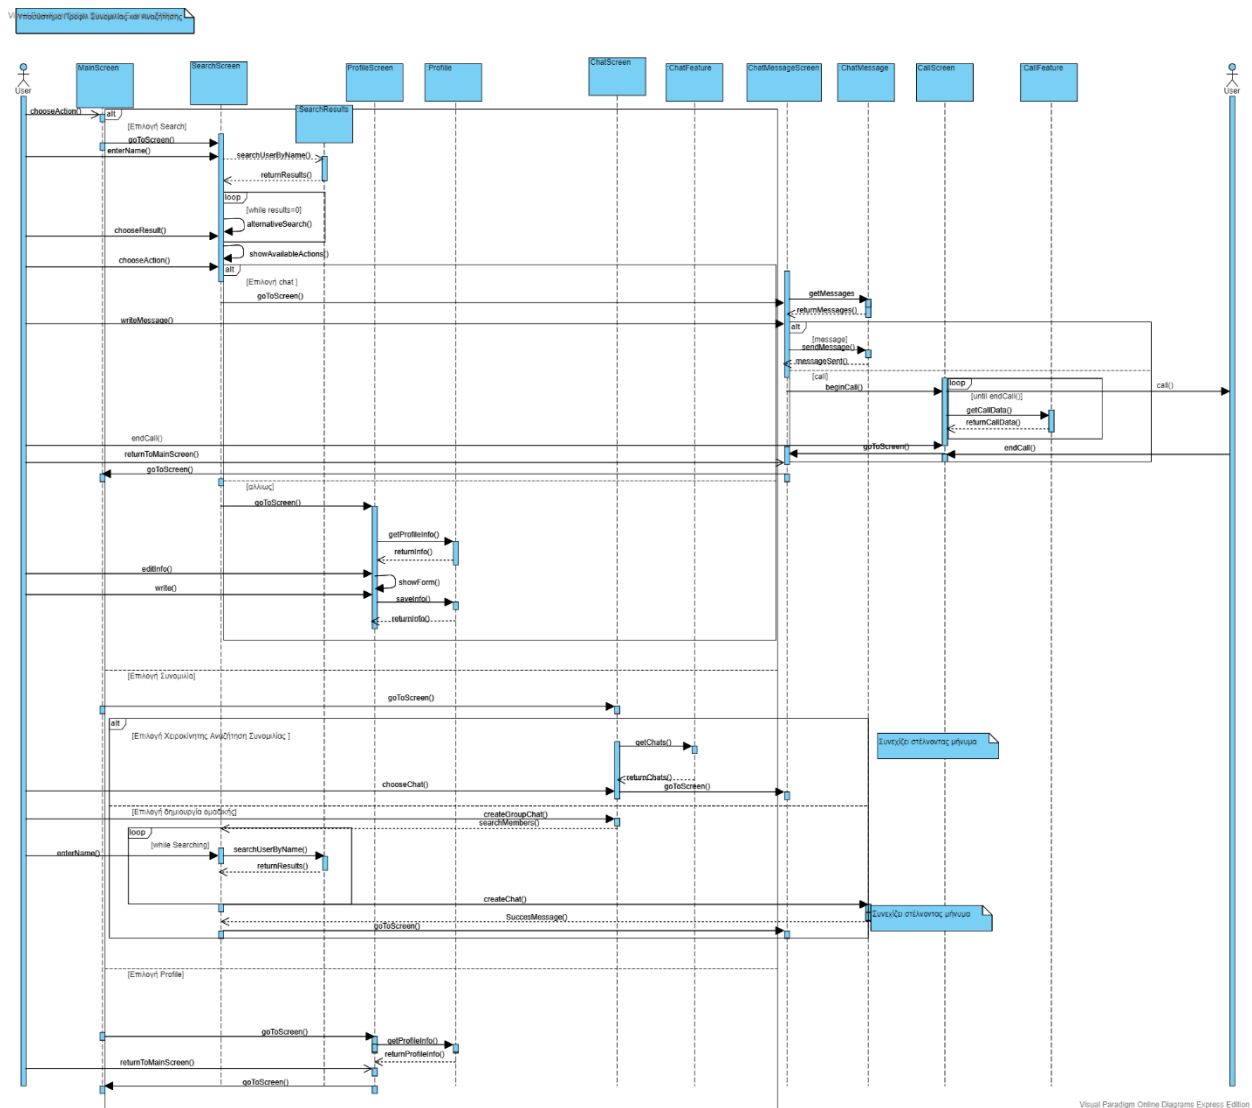 Υποσύστημα Προφίλ Συνομιλίας και Αναζήτησης
MainScreen
SearchScreen
ProfileScreen
Profile
ChatScreen
ChatFeature
ChatMessageScreen
ChatMessage
CallScreen
CallFeature
User
User
SearchResults
chooseAction()
alt
[Επιλογή Search]
goToScreen()
enterName()
searchUserByName()
returnResults()
loop
[while results=0]
alternativeSearch()
chooseResult()
showAvailableActions()
chooseAction()
alt
[Επιλογή chat ]
goToScreen()
getMessages
returnMessages()
writeMessage()
alt
[message]
sendMessage()
messageSent()
[call]
beginCall()
loop
call()
[until endCall()]
getCallData()
returnCallData()
endCall()
goToScreen()
endCall()
returnToMainScreen()
goToScreen()
[αλλιως]
goToScreen()
getProfileInfo()
returnInfo()
editInfo()
showForm()
write()
saveInfo()
returnInfo()
[Επιλογή Συνομιλία]
goToScreen()
alt
[Επιλογή Χειροκίνητης Αναζήτηση Συνομιλίας ]
getChats()
Συνεχίζει στέλνοντας μήνυμα
returnChats()
chooseChat()
goToScreen()
[Επιλογή δημιουργία ομαδικής]
createGroupChat()
searchMembers()
loop
[while Searching]
enterName()
searchUserByName()
returnResults()
createChat()
Συνεχίζει στέλνοντας μήνυμα
SuccesMessage()
goToScreen()
[Επιλογή Profile]
goToScreen()
getProfileInfo()
returnProfileInfo()
returnToMainScreen()
goToScreen()
Visual Paradigm Online Diagrams Express Edition